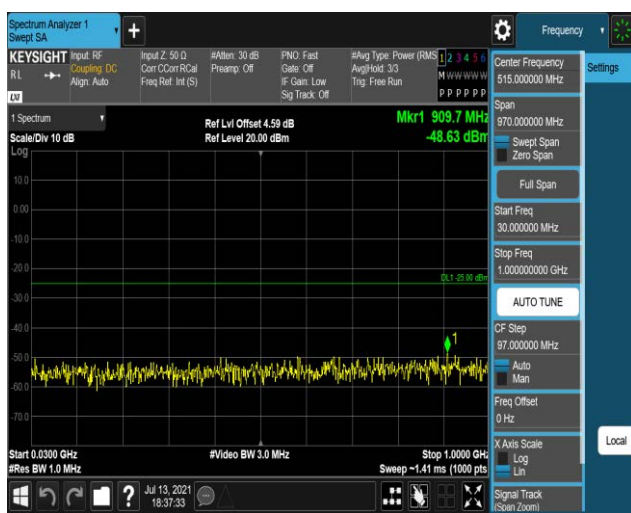 Spectrum Analyzer 1
Swept SA
Frequency
KEYSIGHT
RL
LXI
Input: RF
Coupling: DC
Align: Auto
Input Z: 50 Ω
Corr CCorr RCal
Freq Ref: Int (S)
#Atten: 30 dB
Preamp: Off
PNO: Fast
Gate: Off
IF Gain: Low
Sig Track: Off
#Avg Type: Power (RMS
Avg|Hold: 3/3
Trig: Free Run
1 2 3 4 5 6
M W W W W W
P P P P P P
1 Spectrum
Scale/Div 10 dB
Log
Ref Lvl Offset 4.59 dB
Ref Level 20.00 dBm
Mkr1 909.7 MHz
-48.63 dBm
10.0
0.00
-10.0
-20.0
-30.0
-40.0
-50.0
-60.0
-70.0
DL1 -25.00 dBm
1
Start 0.0300 GHz
#Res BW 1.0 MHz
#Video BW 3.0 MHz
Stop 1.0000 GHz
Sweep ~1.41 ms (1000 pts
?
Jul 13, 2021
18:37:33
Center Frequency
515.000000 MHz
Span
970.000000 MHz
Swept Span
Zero Span
Full Span
Start Freq
30.000000 MHz
Stop Freq
1.000000000 GHz
AUTO TUNE
CF Step
97.000000 MHz
Auto
Man
Freq Offset
0 Hz
X Axis Scale
Log
Lin
Signal Track
(Span Zoom)
Settings
Local